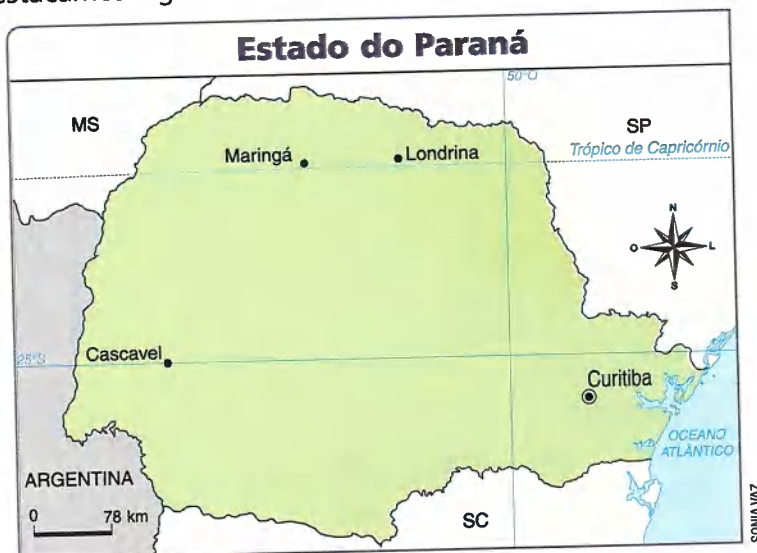 Estado do Paraná
50°O
MS
SP
Trópico de Capricórnio
Maringá
Londrina
N
O
L
S
25°S
Cascavel
Curitiba
OCEANO
ATLÂNTICO
ARGENTINA
0 78 km
SC
SONIA VAZ